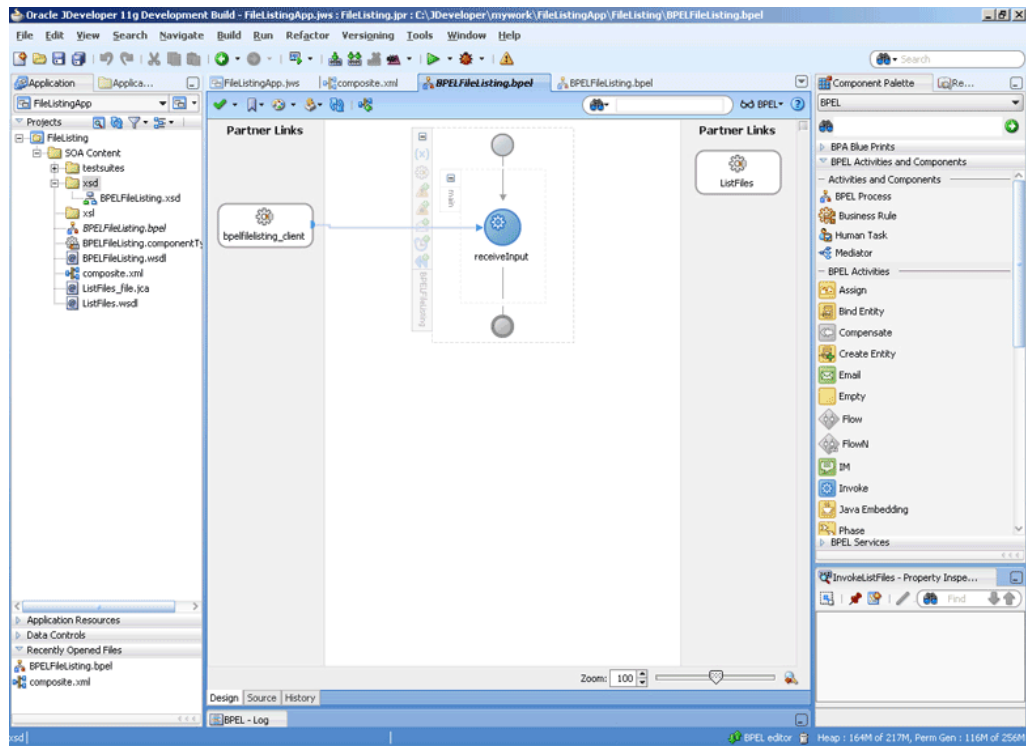 Oracle JDeveloper 11g Development Build - FileListingApp.jws : FileListing.jpr : C:\JDeveloper\mywork\FileListingApp\FileListing\BPELFileListing.bpel
File Edit View Search Navigate Build Run Refactor Versigning Tools Window Help
Search
Application
Applica...
FileListingApp.jws
composite.xml
BPELFileListing.bpel
BPELFileListing.bpel
Component Palette
Re...
FileListingApp
BPEL
BPEL
Projects
FileListing
SOA Content
testsuites
xsd
BPELFileListing.xsd
xsl
BPELFileListing.bpel
BPELFileListing.componentTy
BPELFileListing.wsdl
composite.xml
ListFiles_file.jca
ListFiles.wsdl
Application Resources
Data Controls
Recently Opened Files
BPELFileListing.bpel
composite.xml
Partner Links
bpelfilelisting_client
(x)
main
BPELFileListing
receiveInput
Partner Links
ListFiles
Zoom: 100
Design Source History
BPEL - Log
BPA Blue Prints
BPEL Activities and Components
Activities and Components
BPEL Process
Business Rule
Human Task
Mediator
BPEL Activities
Assign
Bind Entity
Compensate
Create Entity
Email
Empty
Flow
FlowN
IM
Invoke
Java Embedding
Phase
BPEL Services
InvokeListFiles - Property Inspe...
Find
xsd
BPEL editor
Heap : 164M of 217M, Perm Gen : 116M of 256M